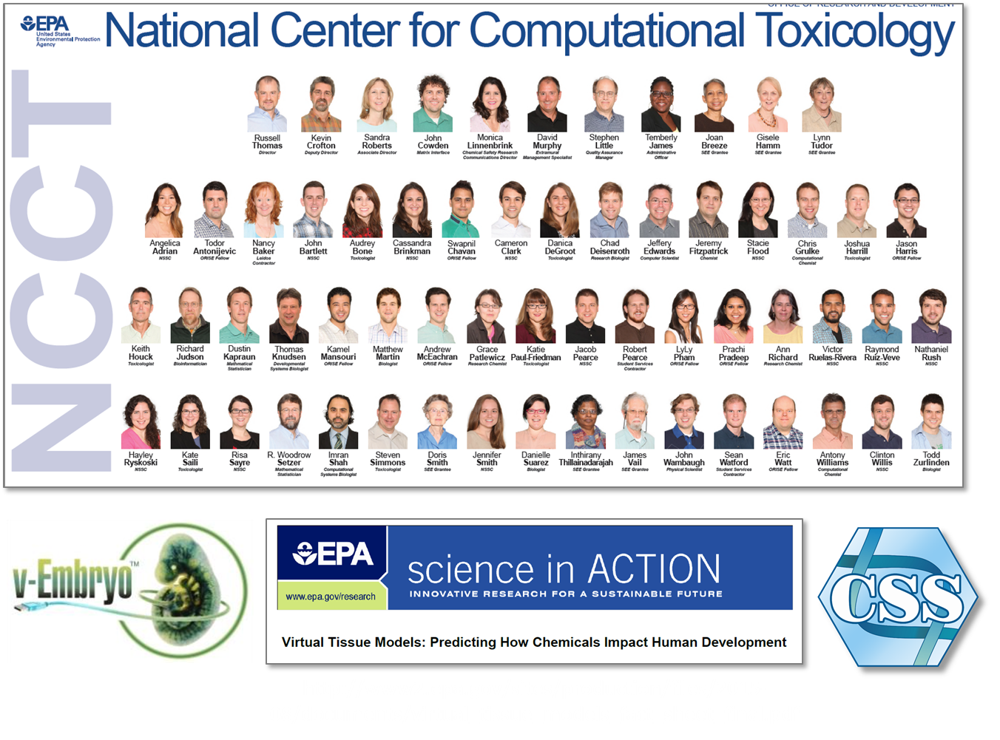 OFFICE OF RESEARCH AND DEVELOPMENT
EPA
United States
Environmental Protection
Agency
National Center for Computational Toxicology
NCCT
Russell Thomas Director
Kevin Crofton Deputy Director
Sandra Roberts Associate Director
John Cowden Matrix Interface
Monica Linnenbrink Chemical Safety Research Communications Director
David Murphy Extramural Management Specialist
Stephen Little Quality Assurance Manager
Temberly James Administrative Officer
Joan Breeze SEE Grantee
Gisele Hamm SEE Grantee
Lynn Tudor SEE Grantee
Angelica Adrian NSSC
Todor Antonijevic ORISE Fellow
Nancy Baker Leidos Contractor
John Bartlett NSSC
Audrey Bone Toxicologist
Cassandra Brinkman NSSC
Swapnil Chavan ORISE Fellow
Cameron Clark NSSC
Danica DeGroot Toxicologist
Chad Deisenroth Research Biologist
Jeffery Edwards Computer Scientist
Jeremy Fitzpatrick Chemist
Stacie Flood NSSC
Chris Grulke Computational Chemist
Joshua Harrill Toxicologist
Jason Harris ORISE Fellow
Keith Houck Toxicologist
Richard Judson Bioinformatician
Dustin Kapraun Mathmatical Statistician
Thomas Knudsen Developmental Systems Biologist
Kamel Mansouri ORISE Fellow
Matthew Martin Biologist
Andrew McEachran ORISE Fellow
Grace Patlewicz Research Chemist
Katie Paul-Friedman Toxicologist
Jacob Pearce NSSC
Robert Pearce Student Services Contractor
LyLy Pham ORISE Fellow
Prachi Pradeep ORISE Fellow
Ann Richard Research Chemist
Victor Ruelas-Rivera NSSC
Raymond Ruiz-Veve NSSC
Nathaniel Rush NSSC
Hayley Ryskoski NSSC
Kate Saili Toxicologist
Risa Sayre NSSC
R. Woodrow Setzer Mathematical Statistician
Imran Shah Computational Systems Biologist
Steven Simmons Toxicologist
Doris Smith SEE Grantee
Jennifer Smith NSSC
Danielle Suarez Biologist
Inthirany Thillainadarajah SEE Grantee
James Vail SEE Grantee
John Wambaugh Physical Scientist
Sean Watford Student Services Contractor
Eric Watt ORISE Fellow
Antony Williams Computational Chemist
Clinton Willis NSSC
Todd Zurlinden Biologist
v-Embryo™
EPA
www.epa.gov/research
science in ACTION
INNOVATIVE RESEARCH FOR A SUSTAINABLE FUTURE
Virtual Tissue Models: Predicting How Chemicals Impact Human Development
CSS